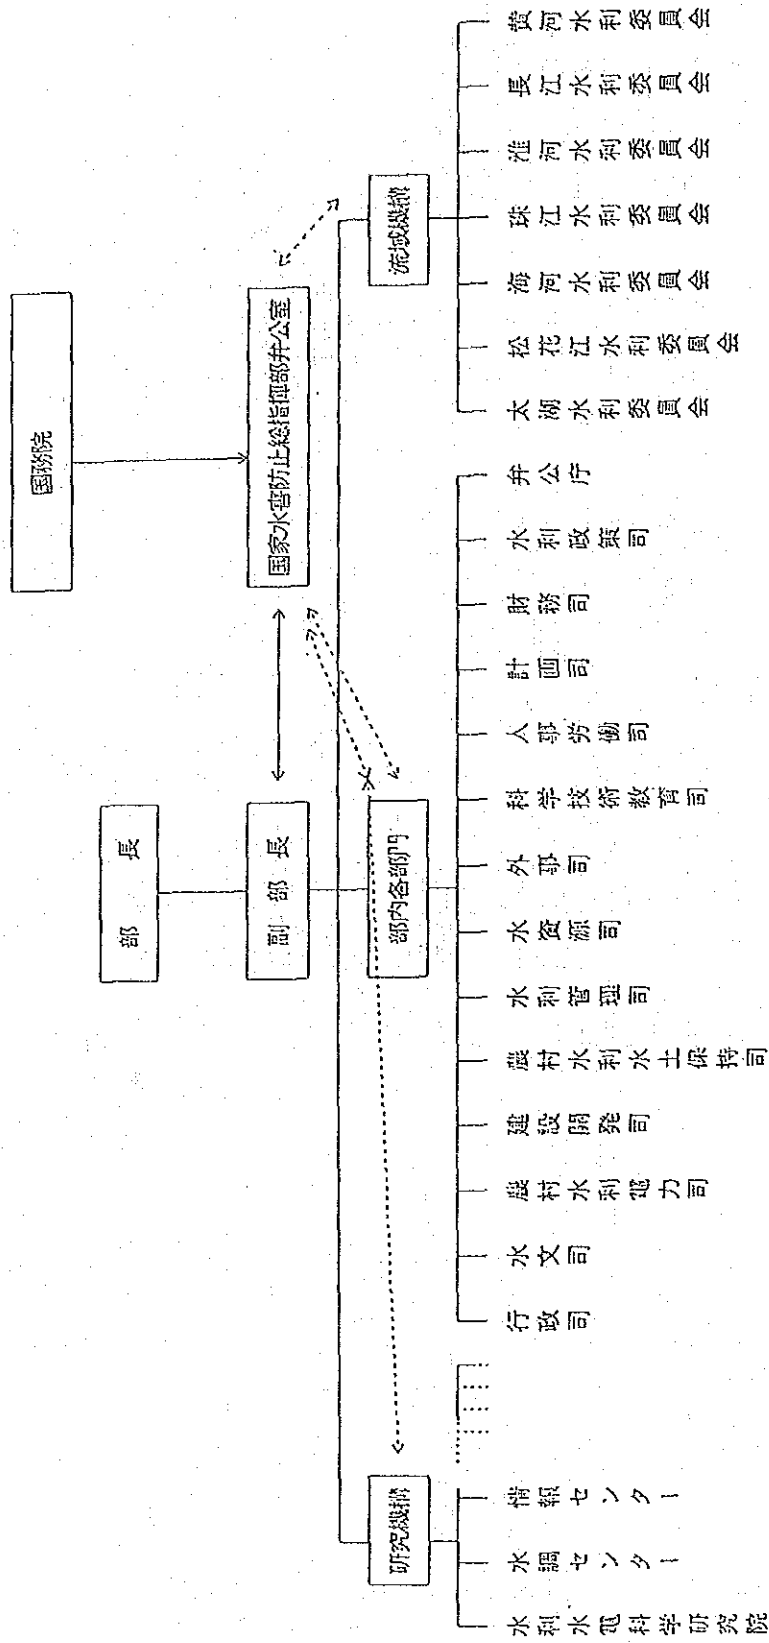 国務院
部長
副部長
国家水害防止総指揮部弁公室
研究機構
部内各部門
流域機構
水利水電科学研究院
水調センター
情報センター
行政司
水文司
農村水利電力司
建設開発司
農村水利水土保持司
水利管理司
水資源司
外事司
科学技術教育司
人事労働司
計画司
財務司
水利政策司
弁公庁
太湖水利委員会
松花江水利委員会
海河水利委員会
珠江水利委員会
淮河水利委員会
長江水利委員会
黄河水利委員会